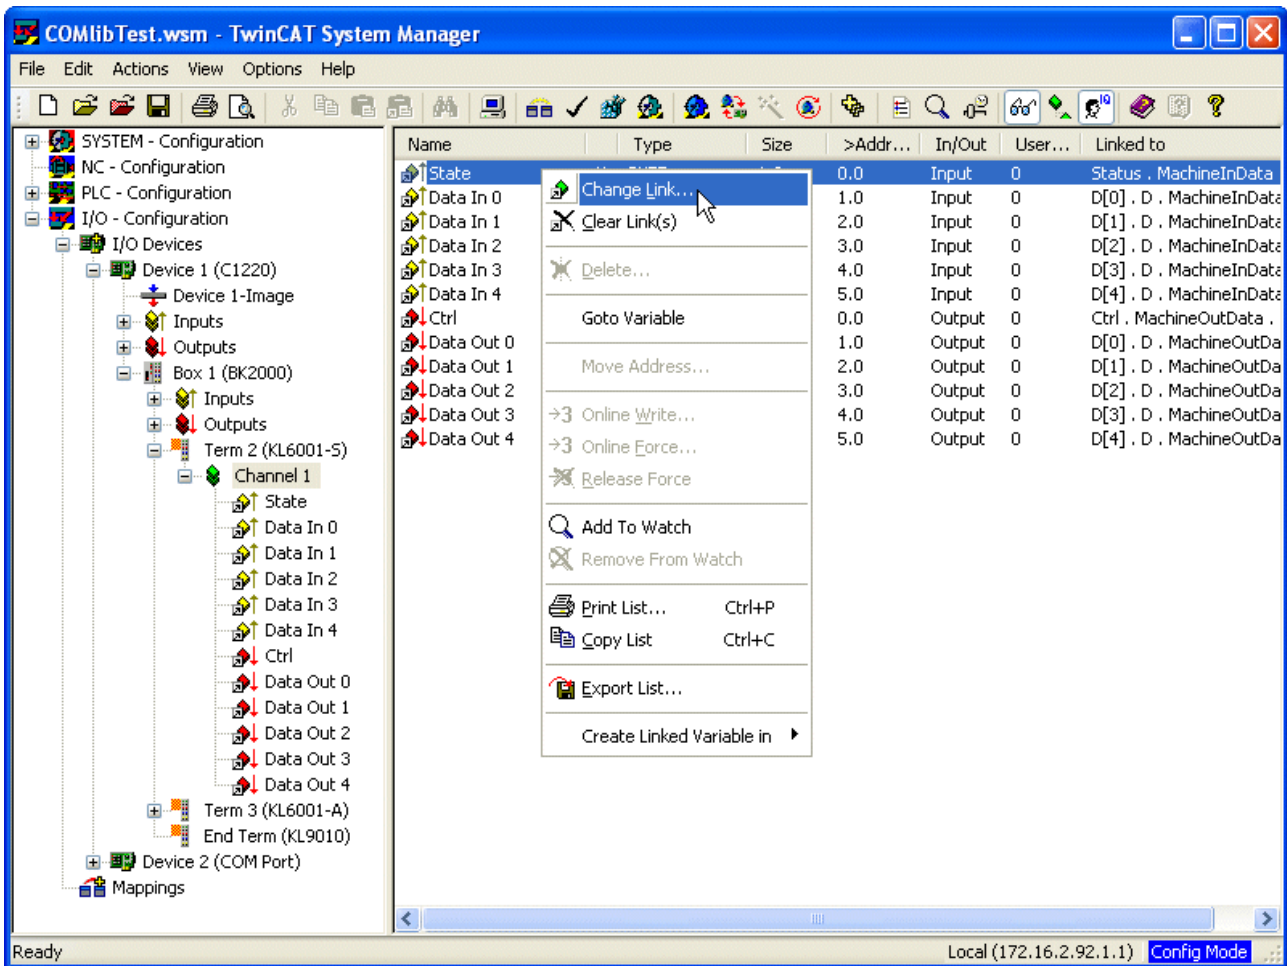 COMlibTest.wsm - TwinCAT System Manager
File Edit Actions View Options Help
SYSTEM - Configuration
NC - Configuration
PLC - Configuration
I/O - Configuration
I/O Devices
Device 1 (C1220)
Device 1-Image
Inputs
Outputs
Box 1 (BK2000)
Inputs
Outputs
Term 2 (KL6001-S)
Channel 1
State
Data In 0
Data In 1
Data In 2
Data In 3
Data In 4
Ctrl
Data Out 0
Data Out 1
Data Out 2
Data Out 3
Data Out 4
Term 3 (KL6001-A)
End Term (KL9010)
Device 2 (COM Port)
Mappings
Name Type Size >Addr... In/Out User... Linked to
State 0.0 Input 0 Status . MachineInData
Data In 0 1.0 Input 0 D[0] . D . MachineInData
Data In 1 2.0 Input 0 D[1] . D . MachineInData
Data In 2 3.0 Input 0 D[2] . D . MachineInData
Data In 3 4.0 Input 0 D[3] . D . MachineInData
Data In 4 5.0 Input 0 D[4] . D . MachineInData
Ctrl 0.0 Output 0 Ctrl . MachineOutData .
Data Out 0 1.0 Output 0 D[0] . D . MachineOutDa
Data Out 1 2.0 Output 0 D[1] . D . MachineOutDa
Data Out 2 3.0 Output 0 D[2] . D . MachineOutDa
Data Out 3 4.0 Output 0 D[3] . D . MachineOutDa
Data Out 4 5.0 Output 0 D[4] . D . MachineOutDa
Change Link...
Clear Link(s)
Delete...
Goto Variable
Move Address...
→3 Online Write...
→3 Online Force...
Release Force
Add To Watch
Remove From Watch
Print List... Ctrl+P
Copy List Ctrl+C
Export List...
Create Linked Variable in
Ready Local (172.16.2.92.1.1) Config Mode